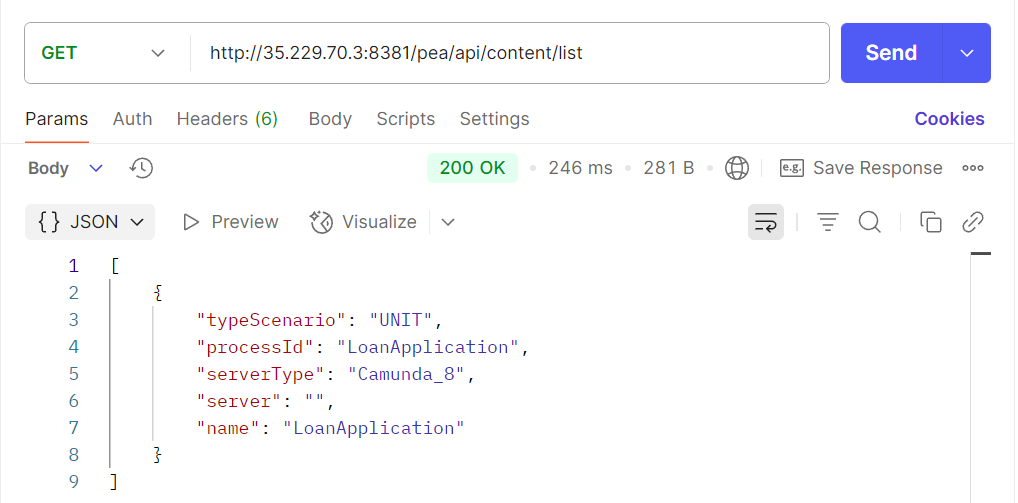 GET http://35.229.70.3:8381/pea/api/content/list Send
Params Auth Headers (6) Body Scripts Settings Cookies
Body 200 OK • 246 ms • 281 B • e.g. Save Response
{} JSON Preview Visualize
1 [
2 {
3 "typeScenario": "UNIT",
4 "processId": "LoanApplication",
5 "serverType": "Camunda_8",
6 "server": "",
7 "name": "LoanApplication"
8 }
9 ]